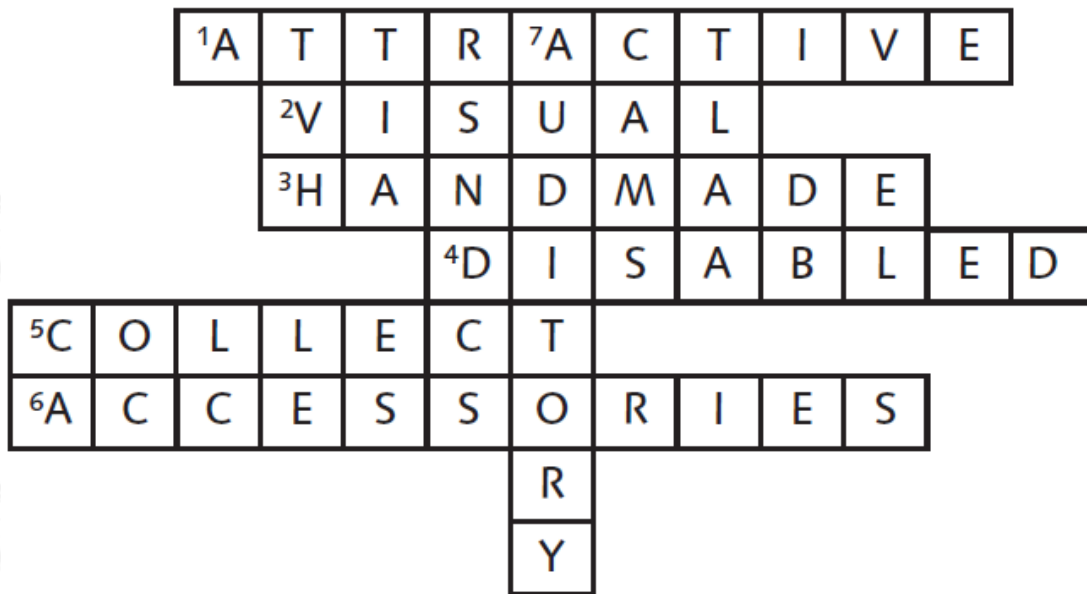 1A T T R 7A C T I V E
2V I S U A L
3H A N D M A D E
4D I S A B L E D
5C O L L E C T
6A C C E S S O R I E S
R
Y